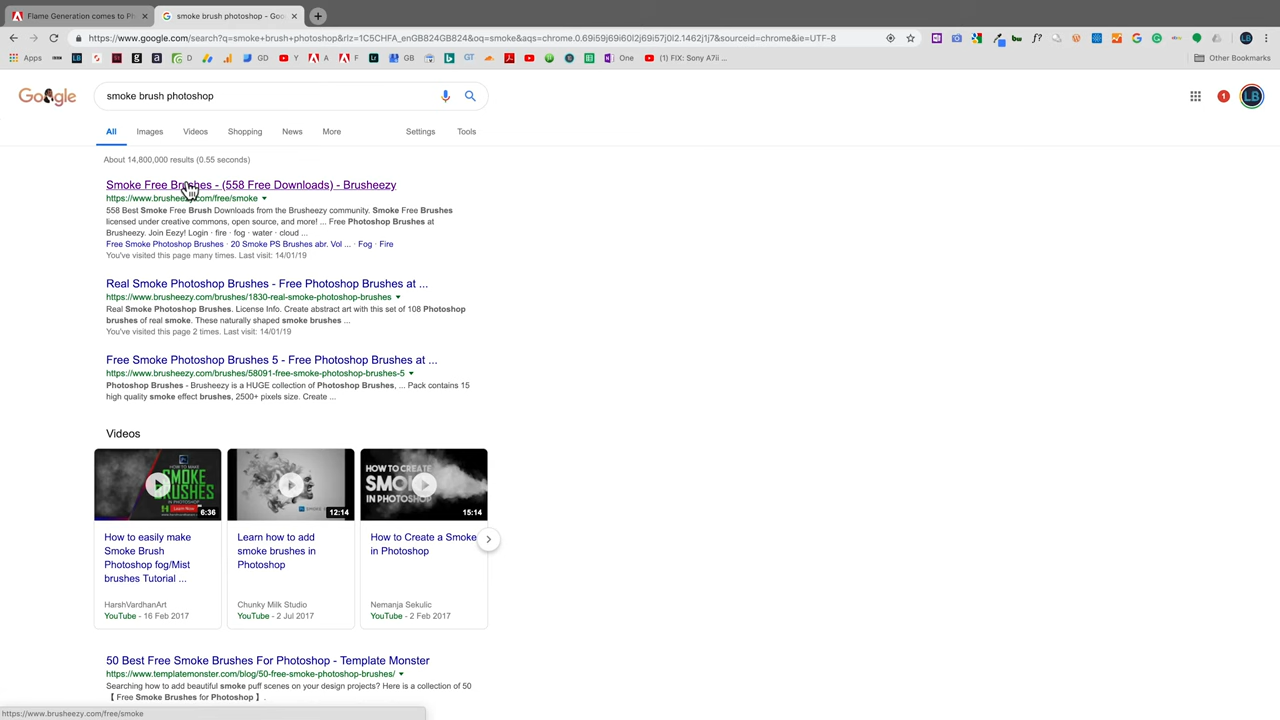 Flame Generation comes to Ph
smoke brush photoshop - Goo
https://www.google.com/search?q=smoke+brush+photoshop&rlz=1C5CHFA_enGB824GB824&oq=smoke&aqs=chrome.0.69i59j69i60l2j69i57j0l2.1462j1j7&sourceid=chrome&ie=UTF-8
Apps GD Y A F GB GT One (1) FIX: Sony A7ii ... Other Bookmarks
Google
smoke brush photoshop
1
LB
All Images Videos Shopping News More Settings Tools
About 14,800,000 results (0.55 seconds)
Smoke Free Brushes - (558 Free Downloads) - Brusheezy
https://www.brusheezy.com/free/smoke
558 Best Smoke Free Brush Downloads from the Brusheezy community. Smoke Free Brushes
licensed under creative commons, open source, and more! ... Free Photoshop Brushes at
Brusheezy. Join Eezy! Login · fire · fog · water · cloud ...
Free Smoke Photoshop Brushes · 20 Smoke PS Brushes abr. Vol ... · Fog · Fire
You've visited this page many times. Last visit: 14/01/19
Real Smoke Photoshop Brushes - Free Photoshop Brushes at ...
https://www.brusheezy.com/brushes/1830-real-smoke-photoshop-brushes
Real Smoke Photoshop Brushes. License Info. Create abstract art with this set of 108 Photoshop
brushes of real smoke. These naturally shaped smoke brushes ...
You've visited this page 2 times. Last visit: 14/01/19
Free Smoke Photoshop Brushes 5 - Free Photoshop Brushes at ...
https://www.brusheezy.com/brushes/58091-free-smoke-photoshop-brushes-5
Photoshop Brushes - Brusheezy is a HUGE collection of Photoshop Brushes, ... Pack contains 15
high quality smoke effect brushes, 2500+ pixels size. Create ...
Videos
HOW TO MAKE
SMOKE
BRUSHES
IN PHOTOSHOP
Learn Now
6:36
12:14
HOW TO CREATE
SMOKE
IN PHOTOSHOP
15:14
How to easily make
Smoke Brush
Photoshop fog/Mist
brushes Tutorial ...
HarshVardhanArt
YouTube - 16 Feb 2017
Learn how to add
smoke brushes in
Photoshop
Chunky Milk Studio
YouTube - 2 Jul 2017
How to Create a Smoke
in Photoshop
Nemanja Sekulic
YouTube - 2 Feb 2017
50 Best Free Smoke Brushes For Photoshop - Template Monster
https://www.templatemonster.com/blog/50-free-smoke-photoshop-brushes/
Searching how to add beautiful smoke puff scenes on your design projects? Here is a collection of 50
【 Free Smoke Brushes for Photoshop 】.
https://www.brusheezy.com/free/smoke